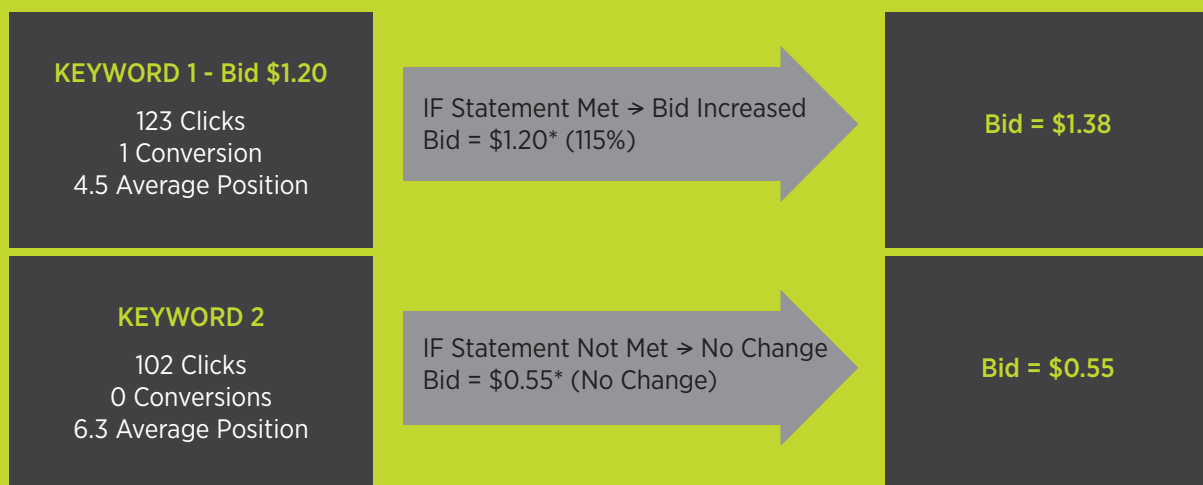 KEYWORD 1 - Bid $1.20
123 Clicks
1 Conversion
4.5 Average Position
IF Statement Met → Bid Increased
Bid = $1.20* (115%)
Bid = $1.38
KEYWORD 2
102 Clicks
0 Conversions
6.3 Average Position
IF Statement Not Met → No Change
Bid = $0.55* (No Change)
Bid = $0.55